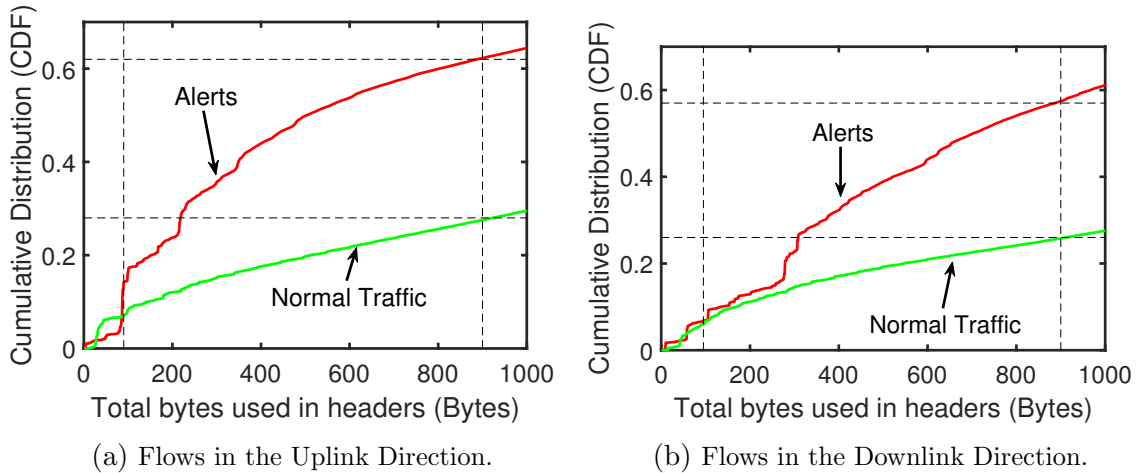 Cumulative Distribution (CDF)
0.6
0.4
0.2
0
Alerts
Normal Traffic
0 200 400 600 800 1000
Total bytes used in headers (Bytes)
(a) Flows in the Uplink Direction.
Cumulative Distribution (CDF)
0.6
0.4
0.2
0
Alerts
Normal Traffic
0 200 400 600 800 1000
Total bytes used in headers (Bytes)
(b) Flows in the Downlink Direction.